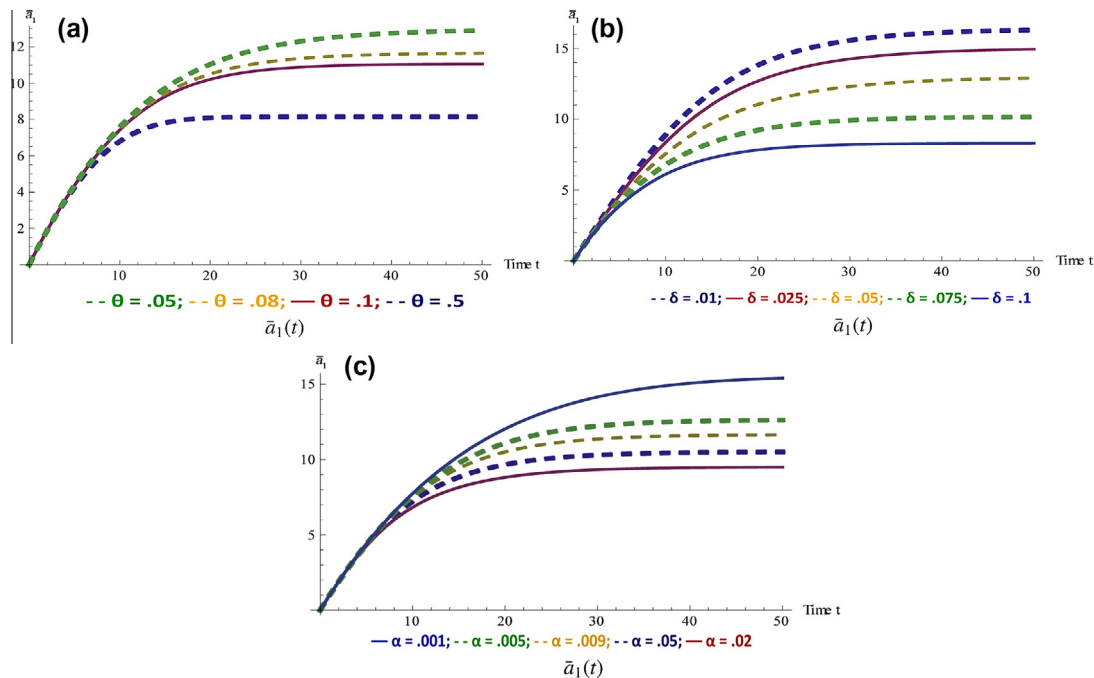 ā₁
(a)
12
10
8
6
4
2
10 20 30 40 50 Time t
-- θ = .05; -- θ = .08; — θ = .1; -- θ = .5
ā₁(t)
ā₁
(b)
15
10
5
10 20 30 40 50 Time t
-- δ = .01; — δ = .025; -- δ = .05; -- δ = .075; — δ = .1
ā₁(t)
ā₁
(c)
15
10
5
10 20 30 40 50 Time t
— α = .001; -- α = .005; -- α = .009; -- α = .05; — α = .02
ā₁(t)